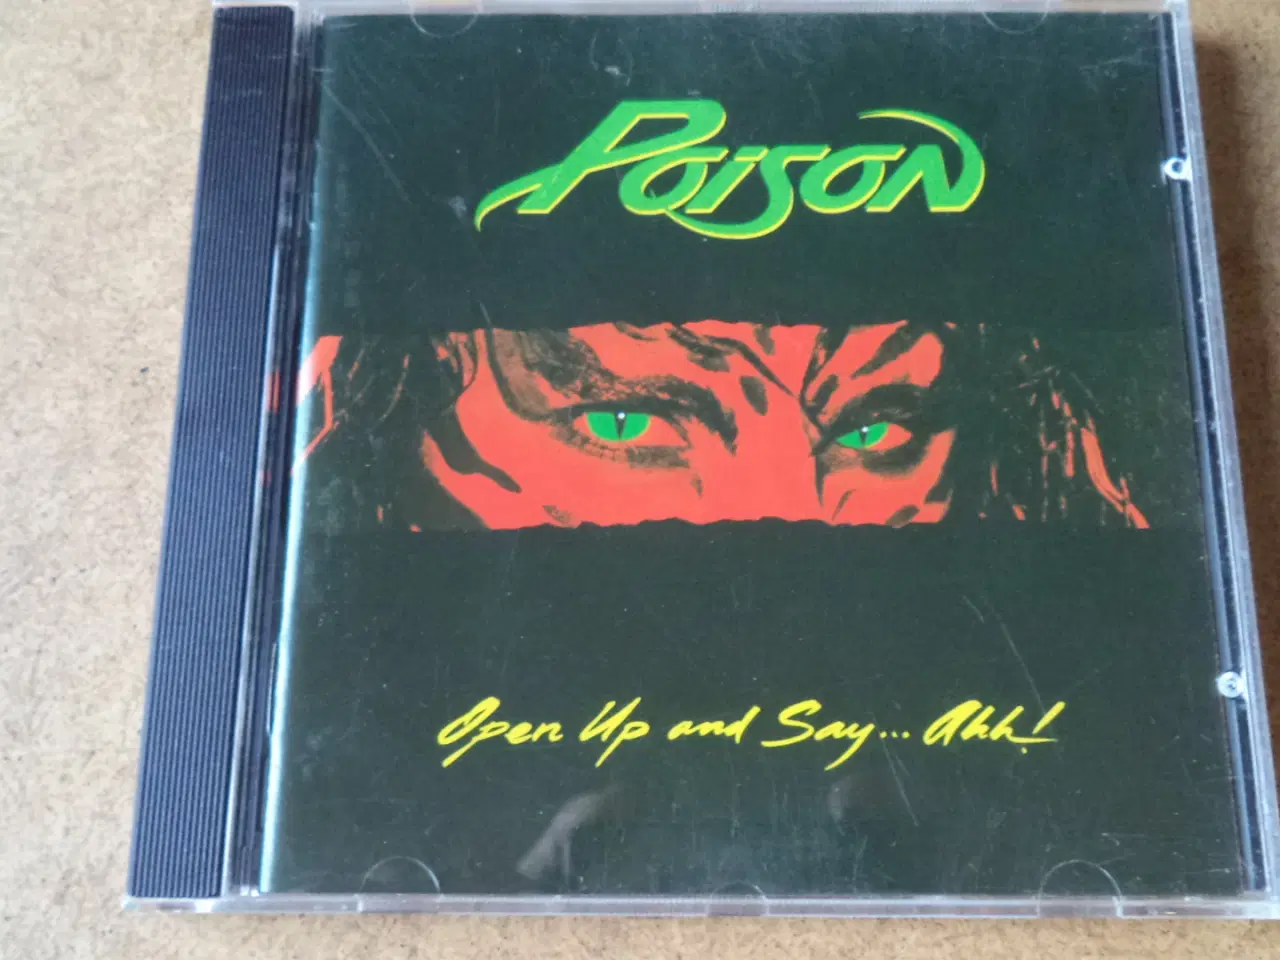 Poison
Open Up and Say... Ahh!